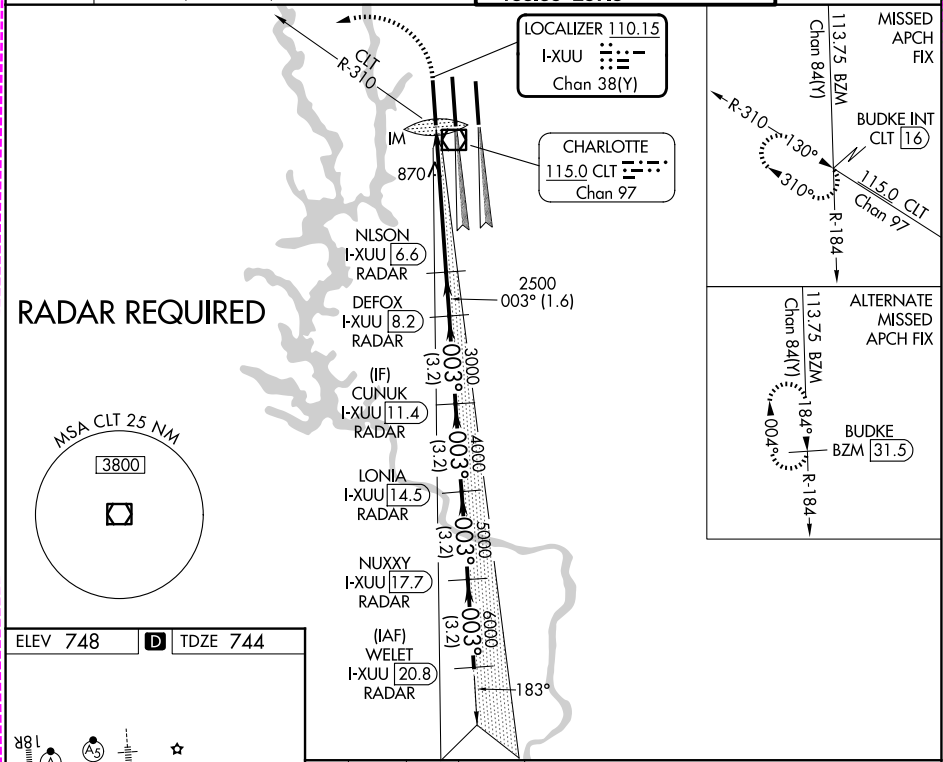 LOCALIZER 110.15
I-XUU
Chan 38(Y)
CLT
R-310
IM
CHARLOTTE
115.0 CLT
Chan 97
870
NLSON
I-XUU 6.6
RADAR
2500
003° (1.6)
DEFOX
I-XUU 8.2
RADAR
RADAR REQUIRED
3000
003°
(3.2)
(IF)
CUNUK
I-XUU 11.4
RADAR
4000
003°
(3.2)
LONIA
I-XUU 14.5
RADAR
5000
003°
(3.2)
NUXXY
I-XUU 17.7
RADAR
6000
003°
(3.2)
(IAF)
WELET
I-XUU 20.8
RADAR
183°
MSA CLT 25 NM
3800
MISSED
APCH
FIX
113.75 BZM
Chan 84(Y)
R-310
130°
310°
BUDKE INT
CLT 16
115.0 CLT
Chan 97
R-184
ALTERNATE
MISSED
APCH FIX
113.75 BZM
Chan 84(Y)
184°
004°
BUDKE
BZM 31.5
R-184
ELEV 748 D TDZE 744
18R
A5